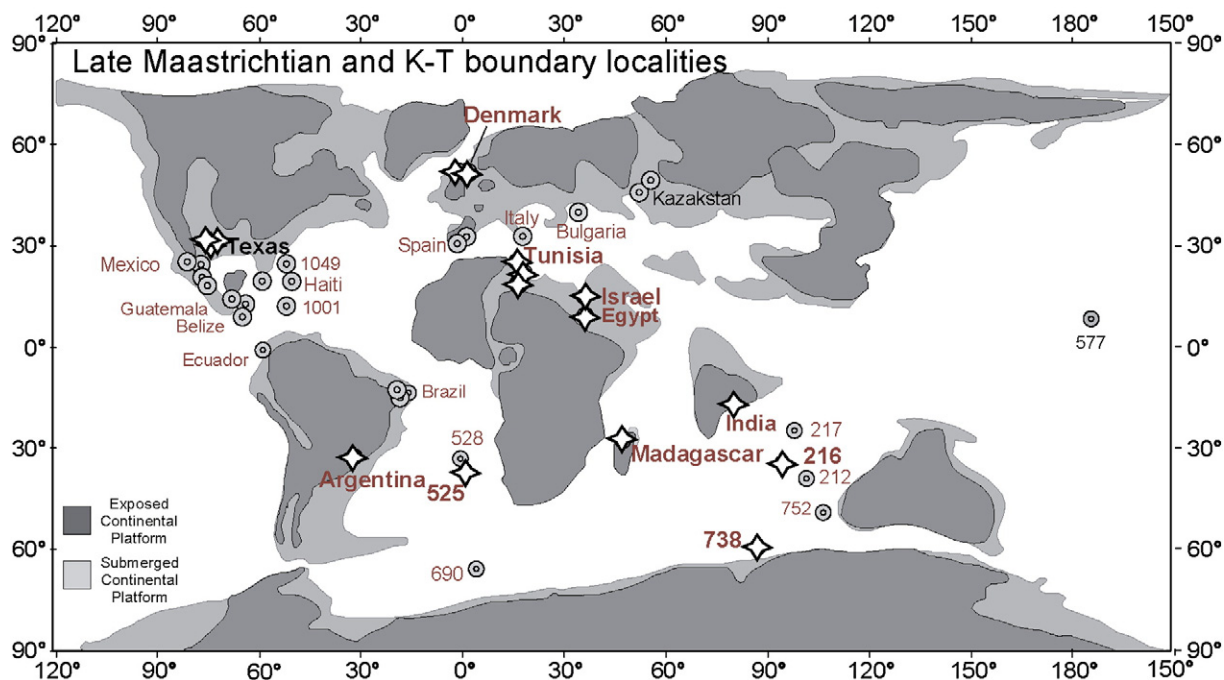 120° 90° 60° 30° 0° 30° 60° 90° 120° 150° 180° 150°
90° 90°
Late Maastrichtian and K-T boundary localities
Denmark
60° 60°
Kazakstan
Italy
Bulgaria
Spain
30° 30°
Texas
Tunisia
Mexico
1049
Haiti
Israel
Guatemala
1001
Egypt
Belize
577
Ecuador
0° 0°
Brazil
India
217
528
30° 30°
Madagascar
216
Argentina
525
212
752
Exposed
Continental
Platform
738
60° 60°
Submerged
Continental
Platform
690
90° 90°
120° 90° 60° 30° 0° 30° 60° 90° 120° 150° 180° 150°